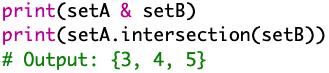 print(setA & setB)
print(setA.intersection(setB))
# Output: {3, 4, 5}